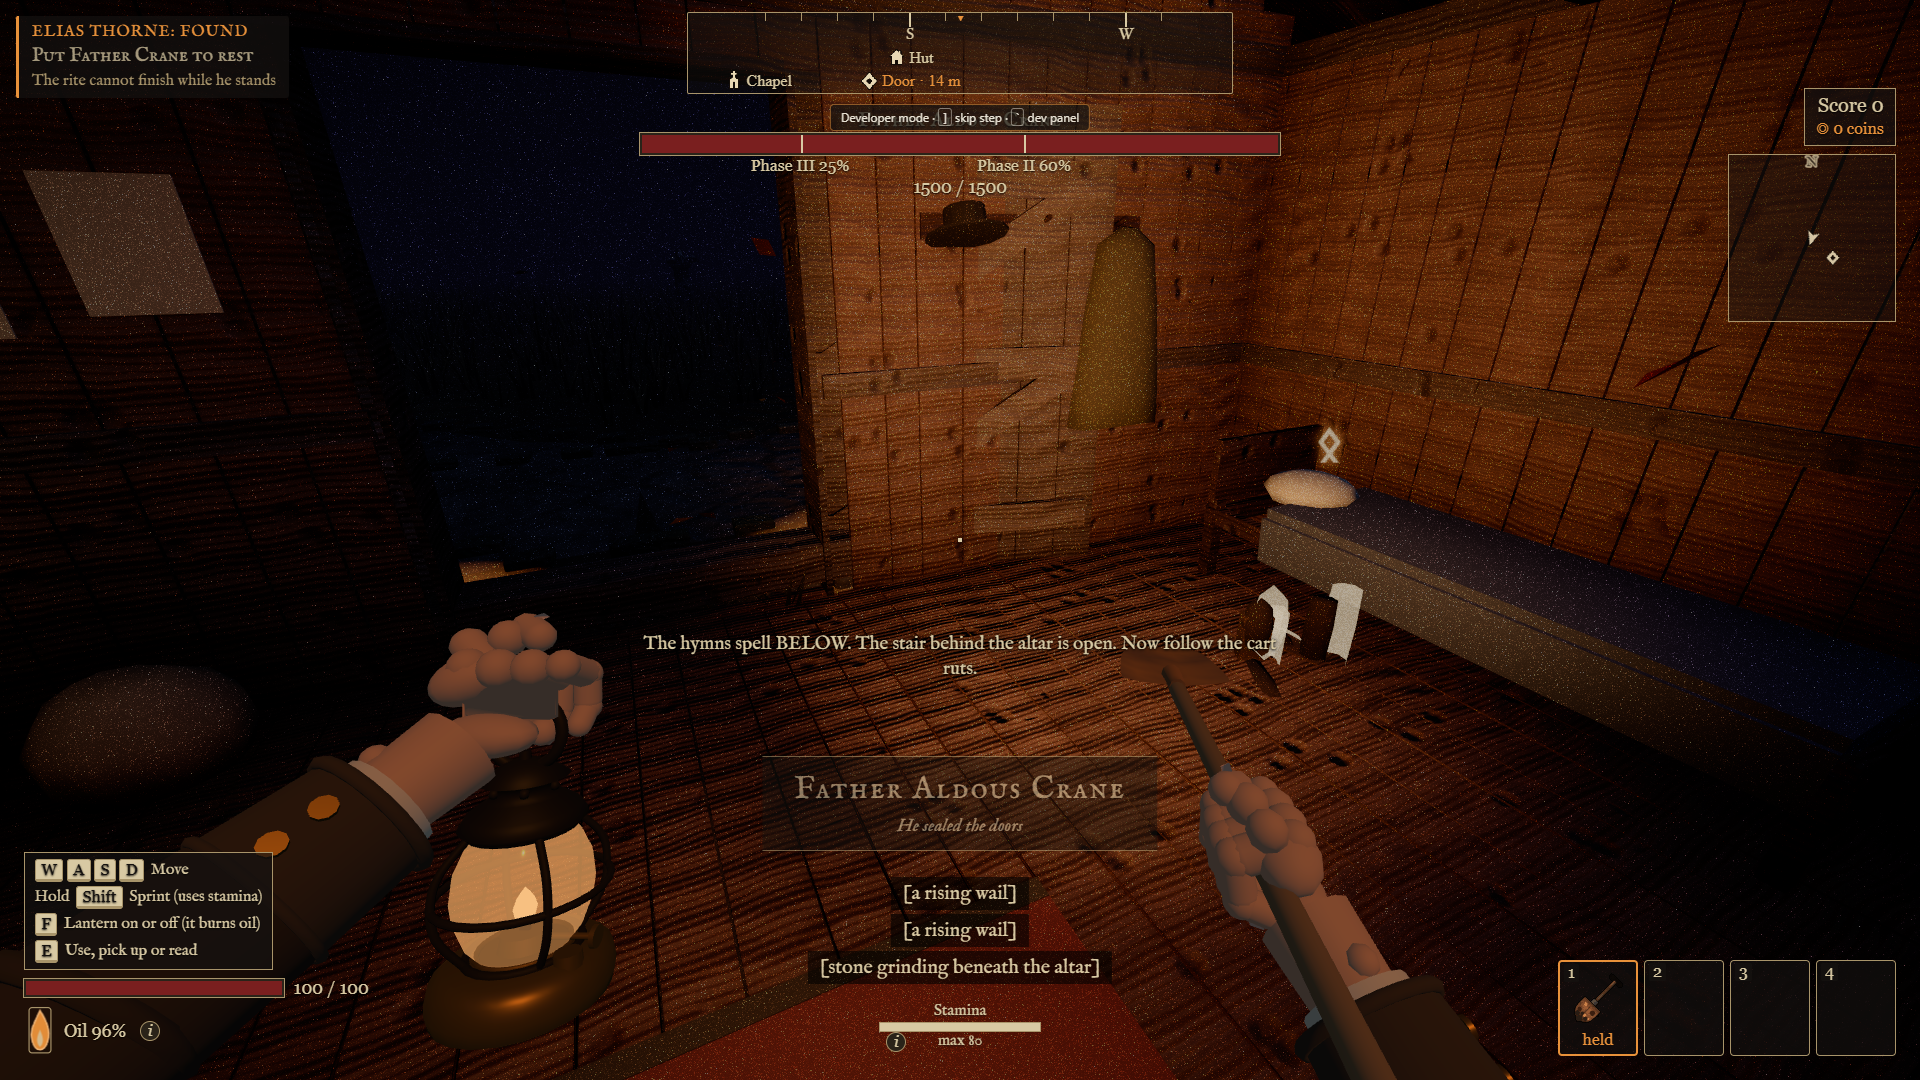 ELIAS THORNE: FOUND
Put Father Crane to rest
The rite cannot finish while he stands
S
W
Hut
Chapel
Door · 14 m
Developer mode · ] skip step · ` dev panel
Phase III 25%
Phase II 60%
1500 / 1500
Score 0
0 coins
N
The hymns spell BELOW. The stair behind the altar is open. Now follow the cart
ruts.
Father Aldous Crane
He sealed the doors
[a rising wail]
[a rising wail]
[stone grinding beneath the altar]
W A S D Move
Hold Shift Sprint (uses stamina)
F Lantern on or off (it burns oil)
E Use, pick up or read
100 / 100
Oil 96% i
Stamina
i max 80
1 2 3 4
held